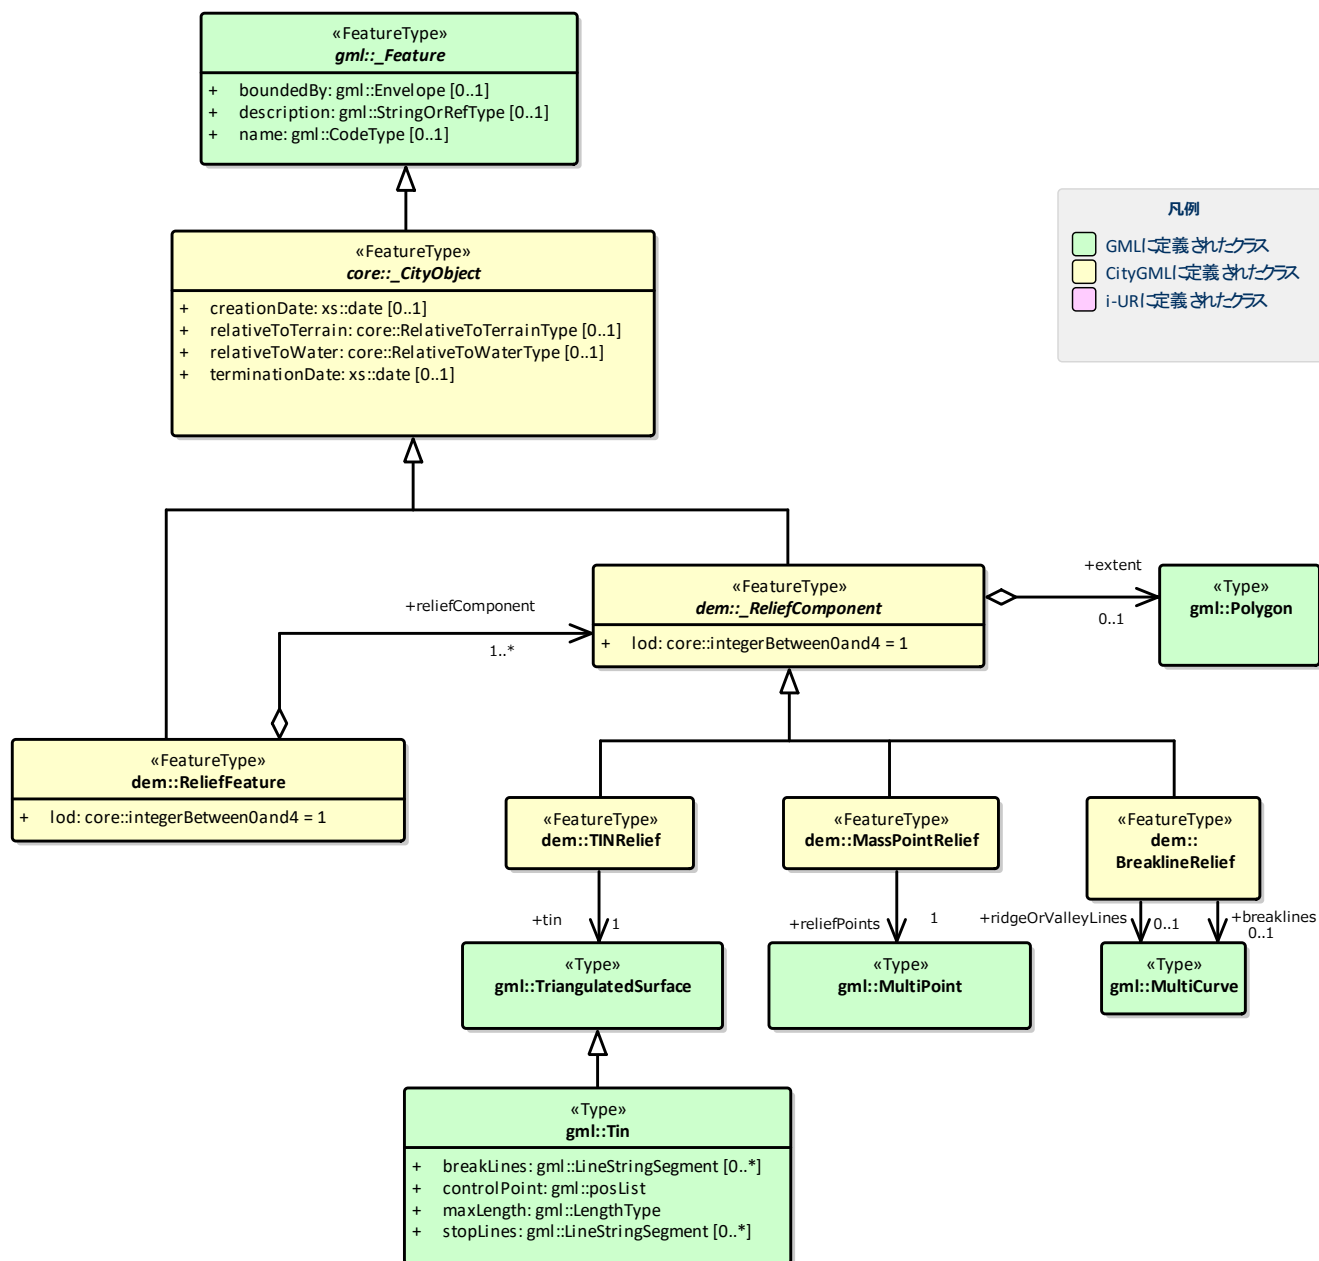 «FeatureType»
gml::_Feature
+ boundedBy: gml::Envelope [0..1]
+ description: gml::StringOrRefType [0..1]
+ name: gml::CodeType [0..1]
凡例
GMLに定義されたクラス
CityGMLに定義されたクラス
i-URに定義されたクラス
«FeatureType»
core::_CityObject
+ creationDate: xs::date [0..1]
+ relativeToTerrain: core::RelativeToTerrainType [0..1]
+ relativeToWater: core::RelativeToWaterType [0..1]
+ terminationDate: xs::date [0..1]
«FeatureType»
dem::_ReliefComponent
+ lod: core::integerBetween0and4 = 1
+extent
0..1
«Type»
gml::Polygon
+reliefComponent
1..*
«FeatureType»
dem::ReliefFeature
+ lod: core::integerBetween0and4 = 1
«FeatureType»
dem::TINRelief
«FeatureType»
dem::MassPointRelief
«FeatureType»
dem::
BreaklineRelief
+tin
1
+reliefPoints
1
+ridgeOrValleyLines
0..1
+breaklines
0..1
«Type»
gml::TriangulatedSurface
«Type»
gml::MultiPoint
«Type»
gml::MultiCurve
«Type»
gml::Tin
+ breakLines: gml::LineStringSegment [0..*]
+ controlPoint: gml::posList
+ maxLength: gml::LengthType
+ stopLines: gml::LineStringSegment [0..*]